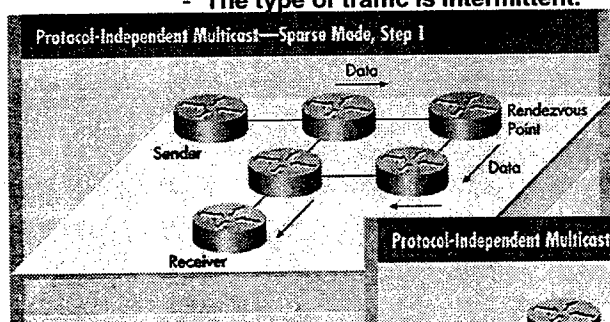 - The type of traffic is intermittent.
Protocol-Independent Multicast—Sparse Mode, Step 1
Data
Rendezvous
Point
Sender
Data
Receiver
Protocol-Independent Multicast